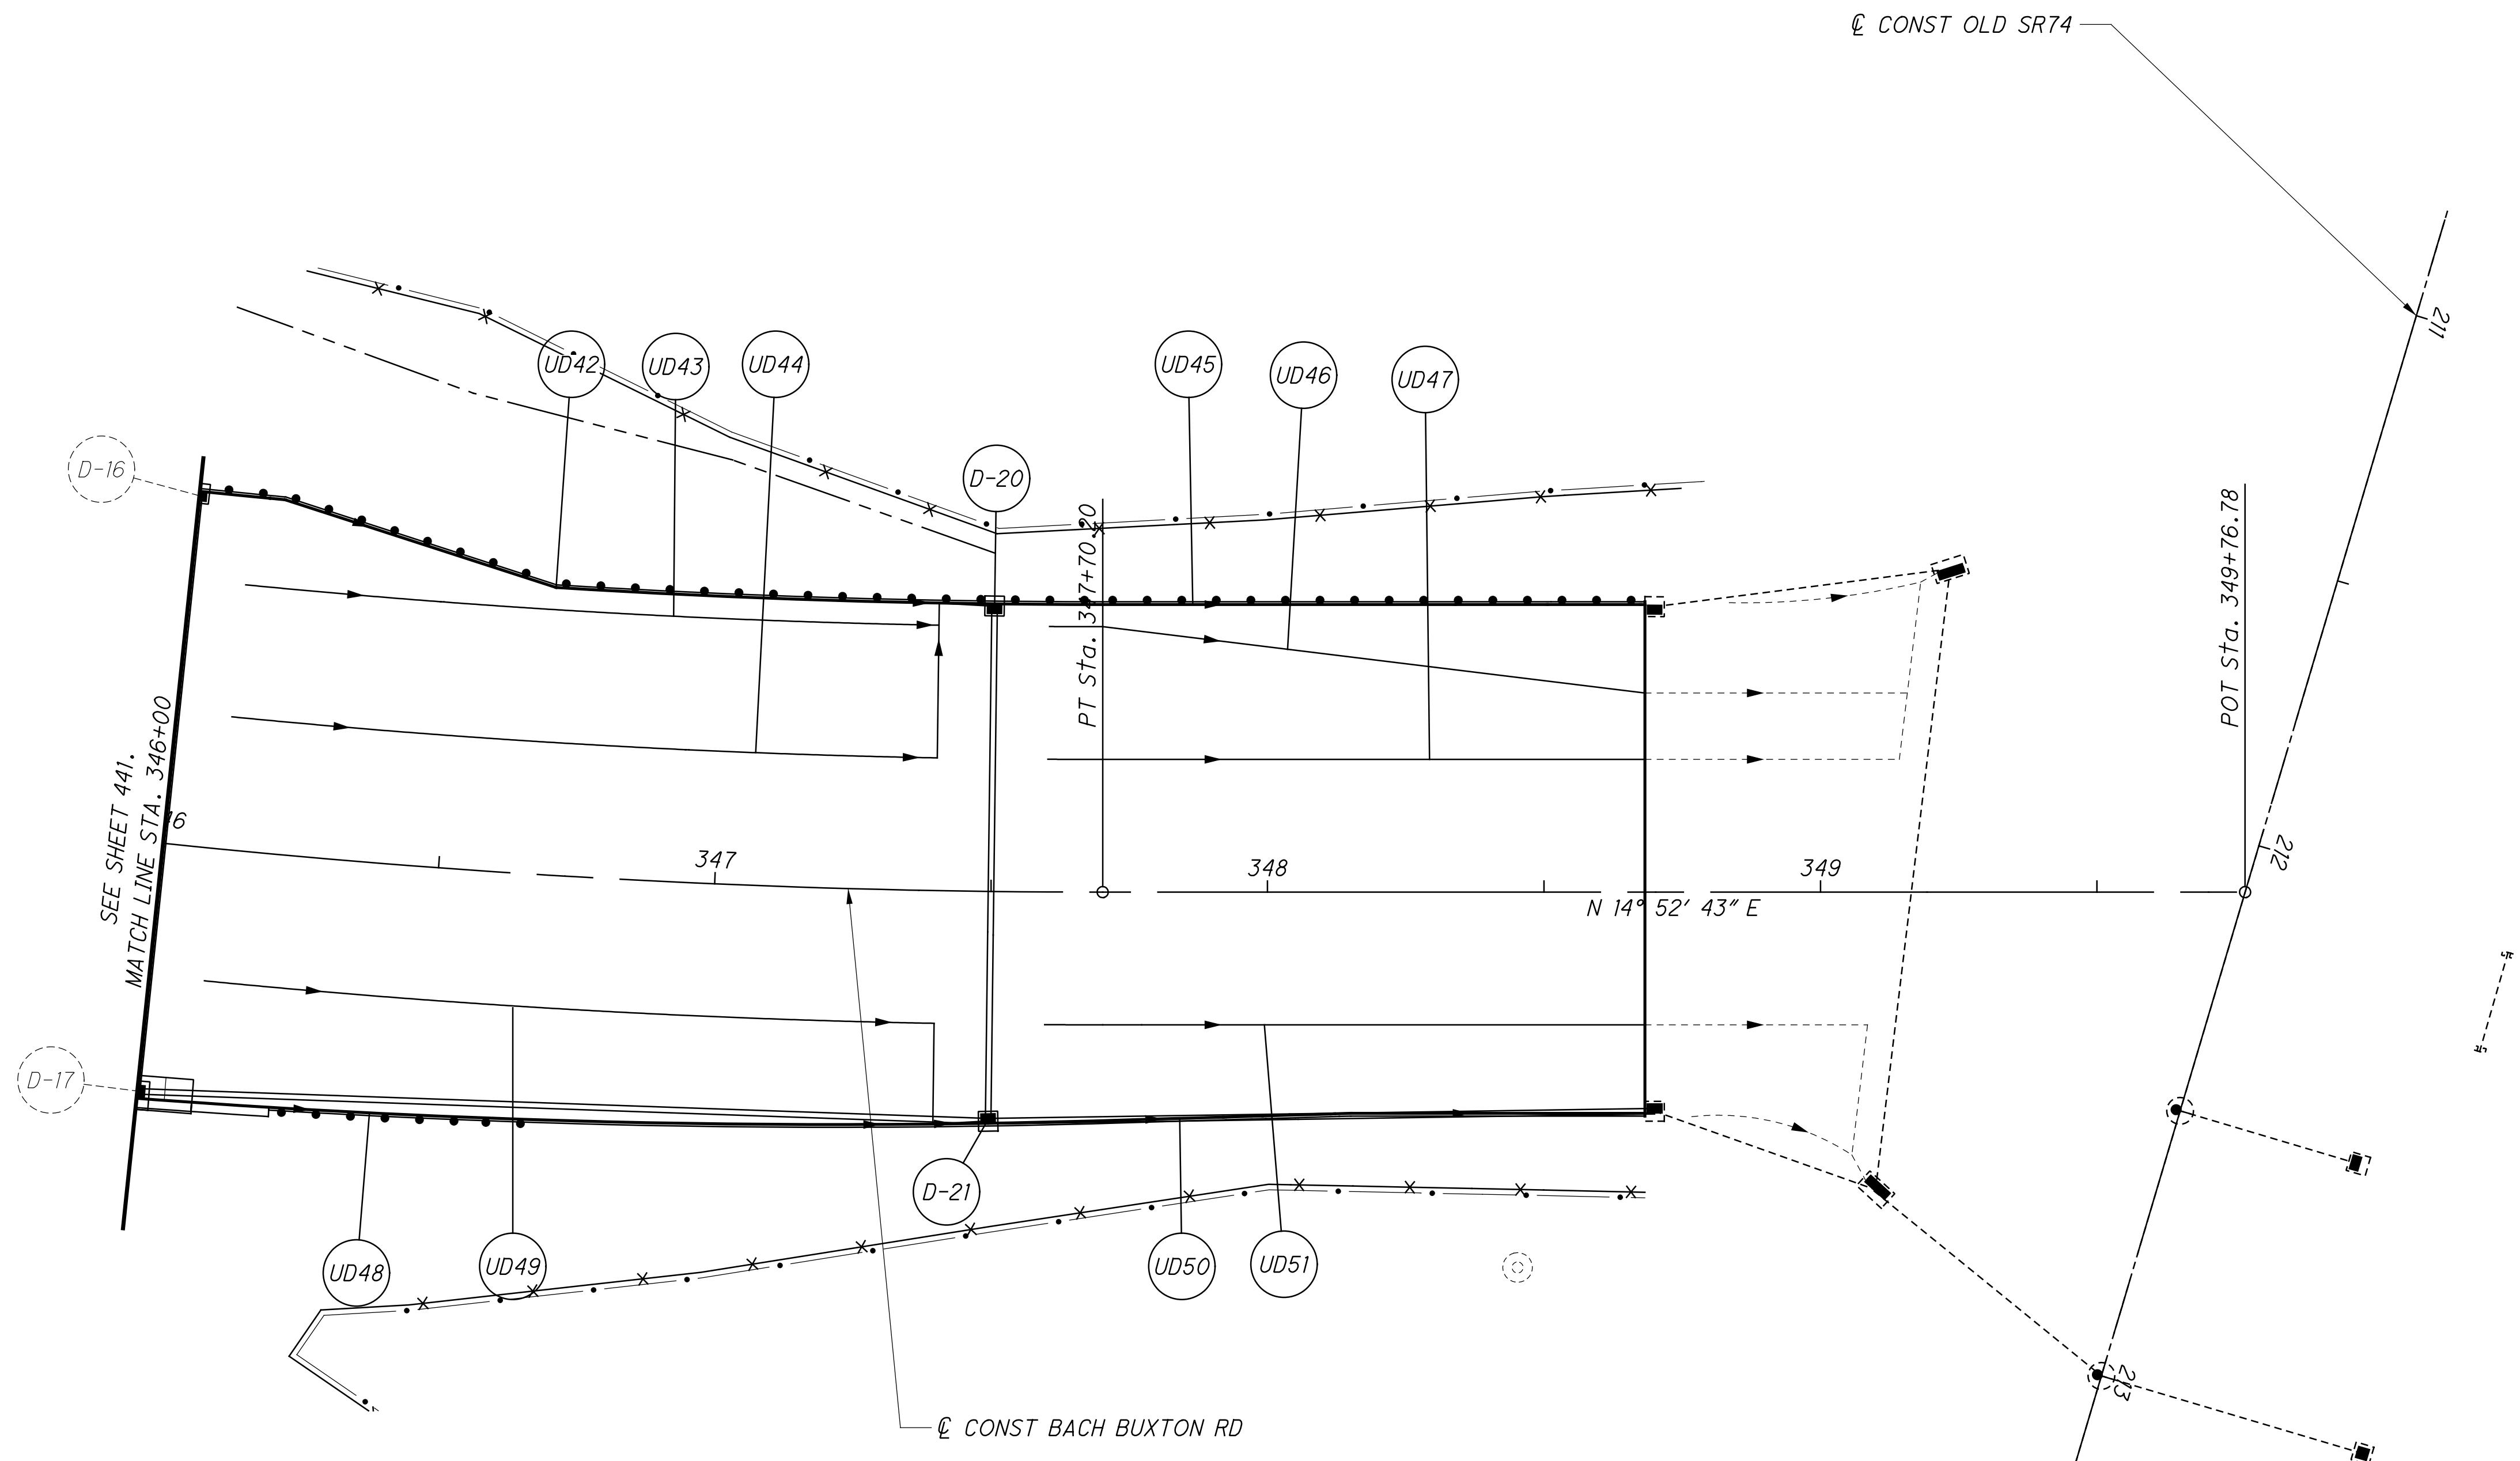 ℄ CONST OLD SR74
211
UD42
UD43
UD44
UD45
UD46
UD47
D-16
D-20
PT Sta. 347+70.20
POT Sta. 349+76.78
SEE SHEET 441.
MATCH LINE STA. 346+00
347
348
349
212
N 14° 52' 43" E
D-17
D-21
UD48
UD49
UD50
UD51
213
℄ CONST BACH BUXTON RD